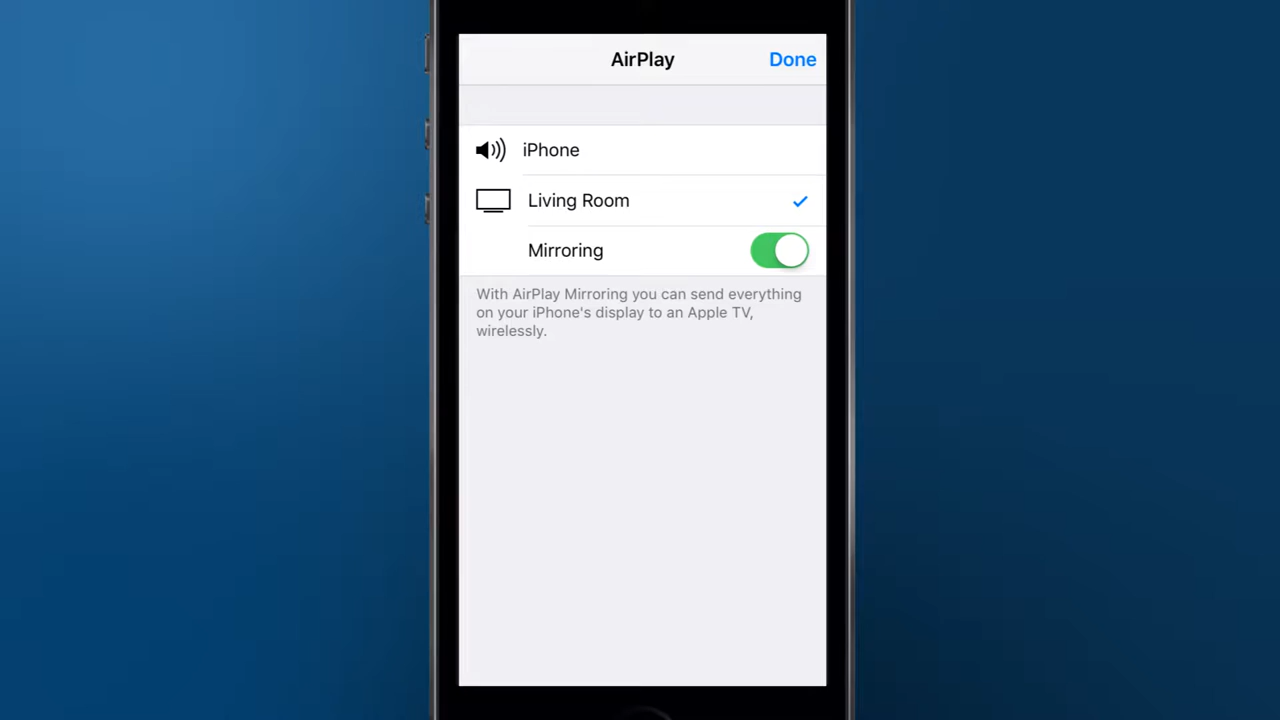 AirPlay
Done
iPhone
Living Room
Mirroring
With AirPlay Mirroring you can send everything
on your iPhone's display to an Apple TV,
wirelessly.